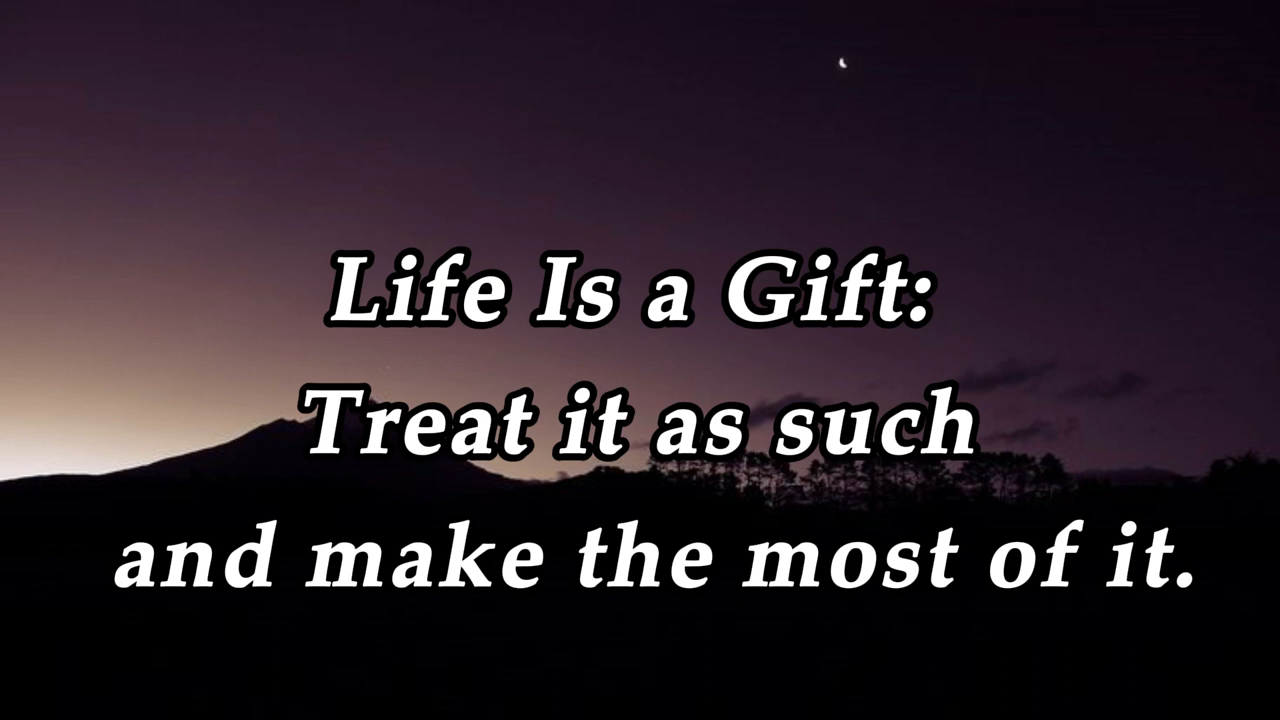 Life Is a Gift:
Treat it as such
and make the most of it.